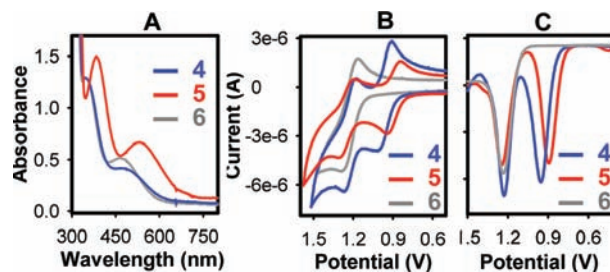 A
B
C
Absorbance
1.5
1.0
0.5
0.0
300
450
600
750
Wavelength (nm)
4
5
6
Current (A)
3e-6
0
-3e-6
-6e-6
1.5
1.2
0.9
0.6
Potential (V)
4
5
6
1.5
1.2
0.9
0.6
Potential (V)
4
5
6